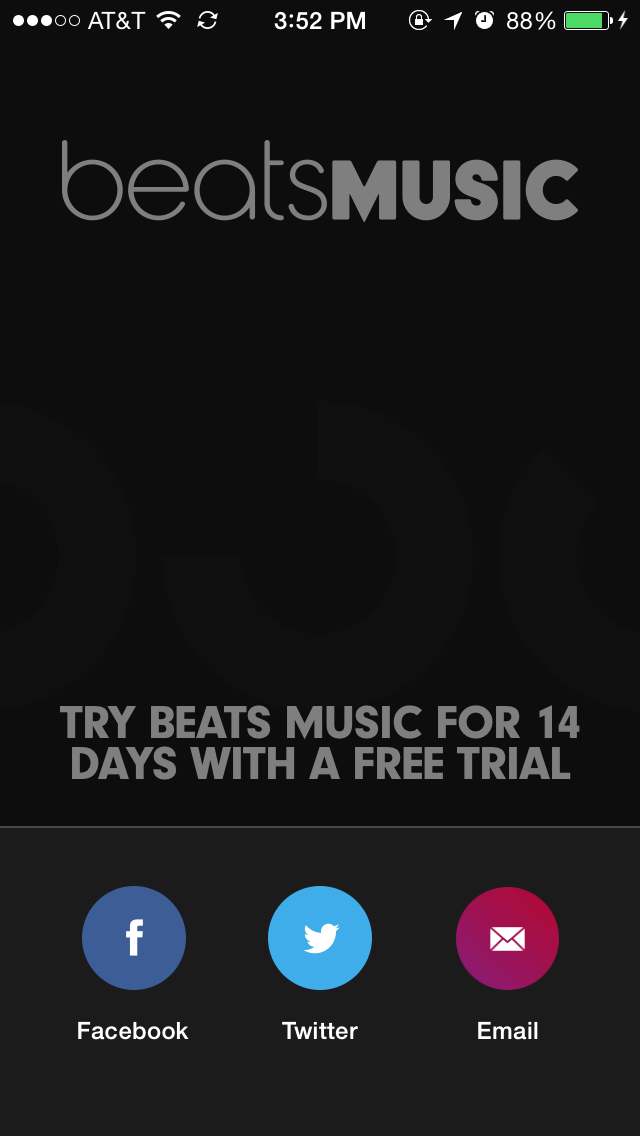 AT&T 3:52 PM 88%
beatsMUSIC
TRY BEATS MUSIC FOR 14
DAYS WITH A FREE TRIAL
f
Facebook Twitter Email